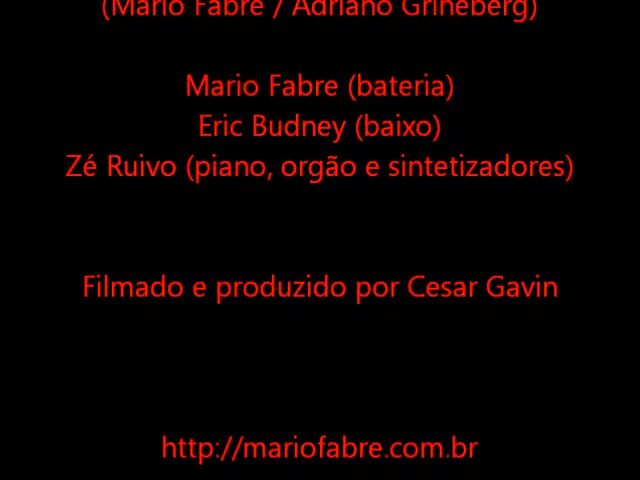 (Mario Fabre / Adriano Grineberg)
Mario Fabre (bateria)
Eric Budney (baixo)
Zé Ruivo (piano, orgão e sintetizadores)
Filmado e produzido por Cesar Gavin
http://mariofabre.com.br